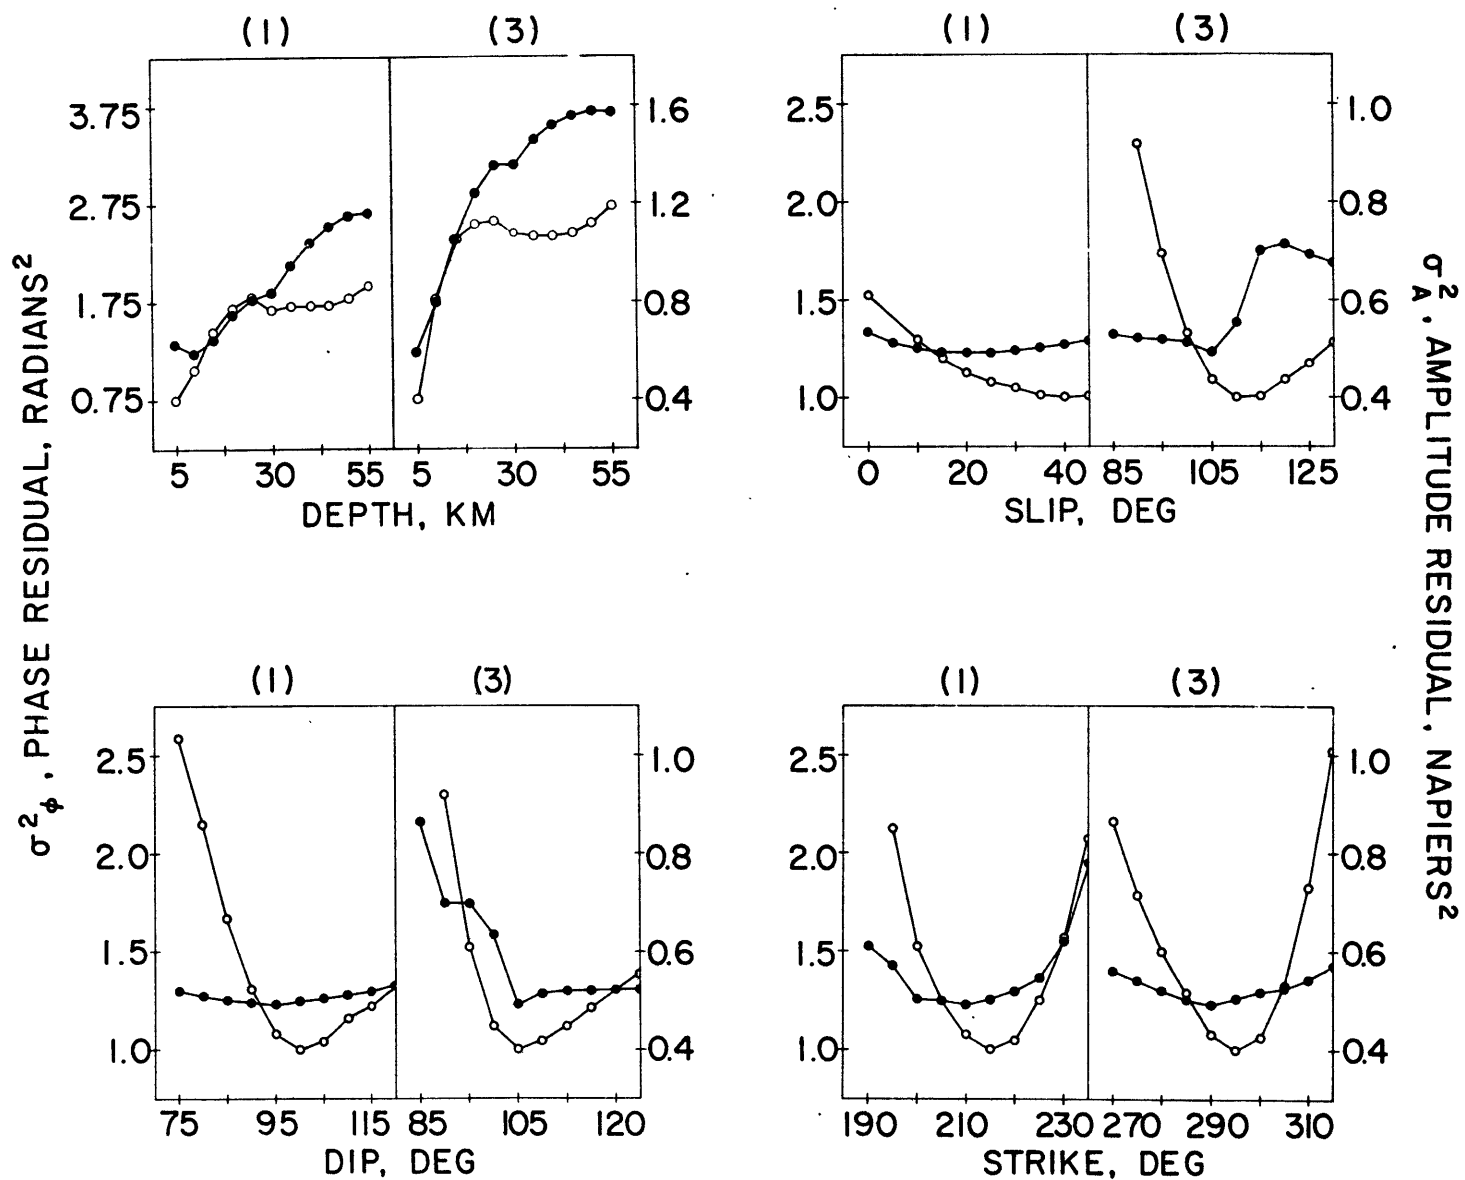 (1) (3)
3.75 1.6
2.75 1.2
1.75 0.8
0.75 0.4
5 30 55 5 30 55
DEPTH, KM
(1) (3)
2.5 1.0
2.0 0.8
1.5 0.6
1.0 0.4
0 20 40 85 105 125
SLIP, DEG
(1) (3)
2.5 1.0
2.0 0.8
1.5 0.6
1.0 0.4
75 95 115 85 105 120
DIP, DEG
(1) (3)
2.5 1.0
2.0 0.8
1.5 0.6
1.0 0.4
190 210 230 270 290 310
STRIKE, DEG
σ²ϕ, PHASE RESIDUAL, RADIANS²
σ²A, AMPLITUDE RESIDUAL, NAPIERS²